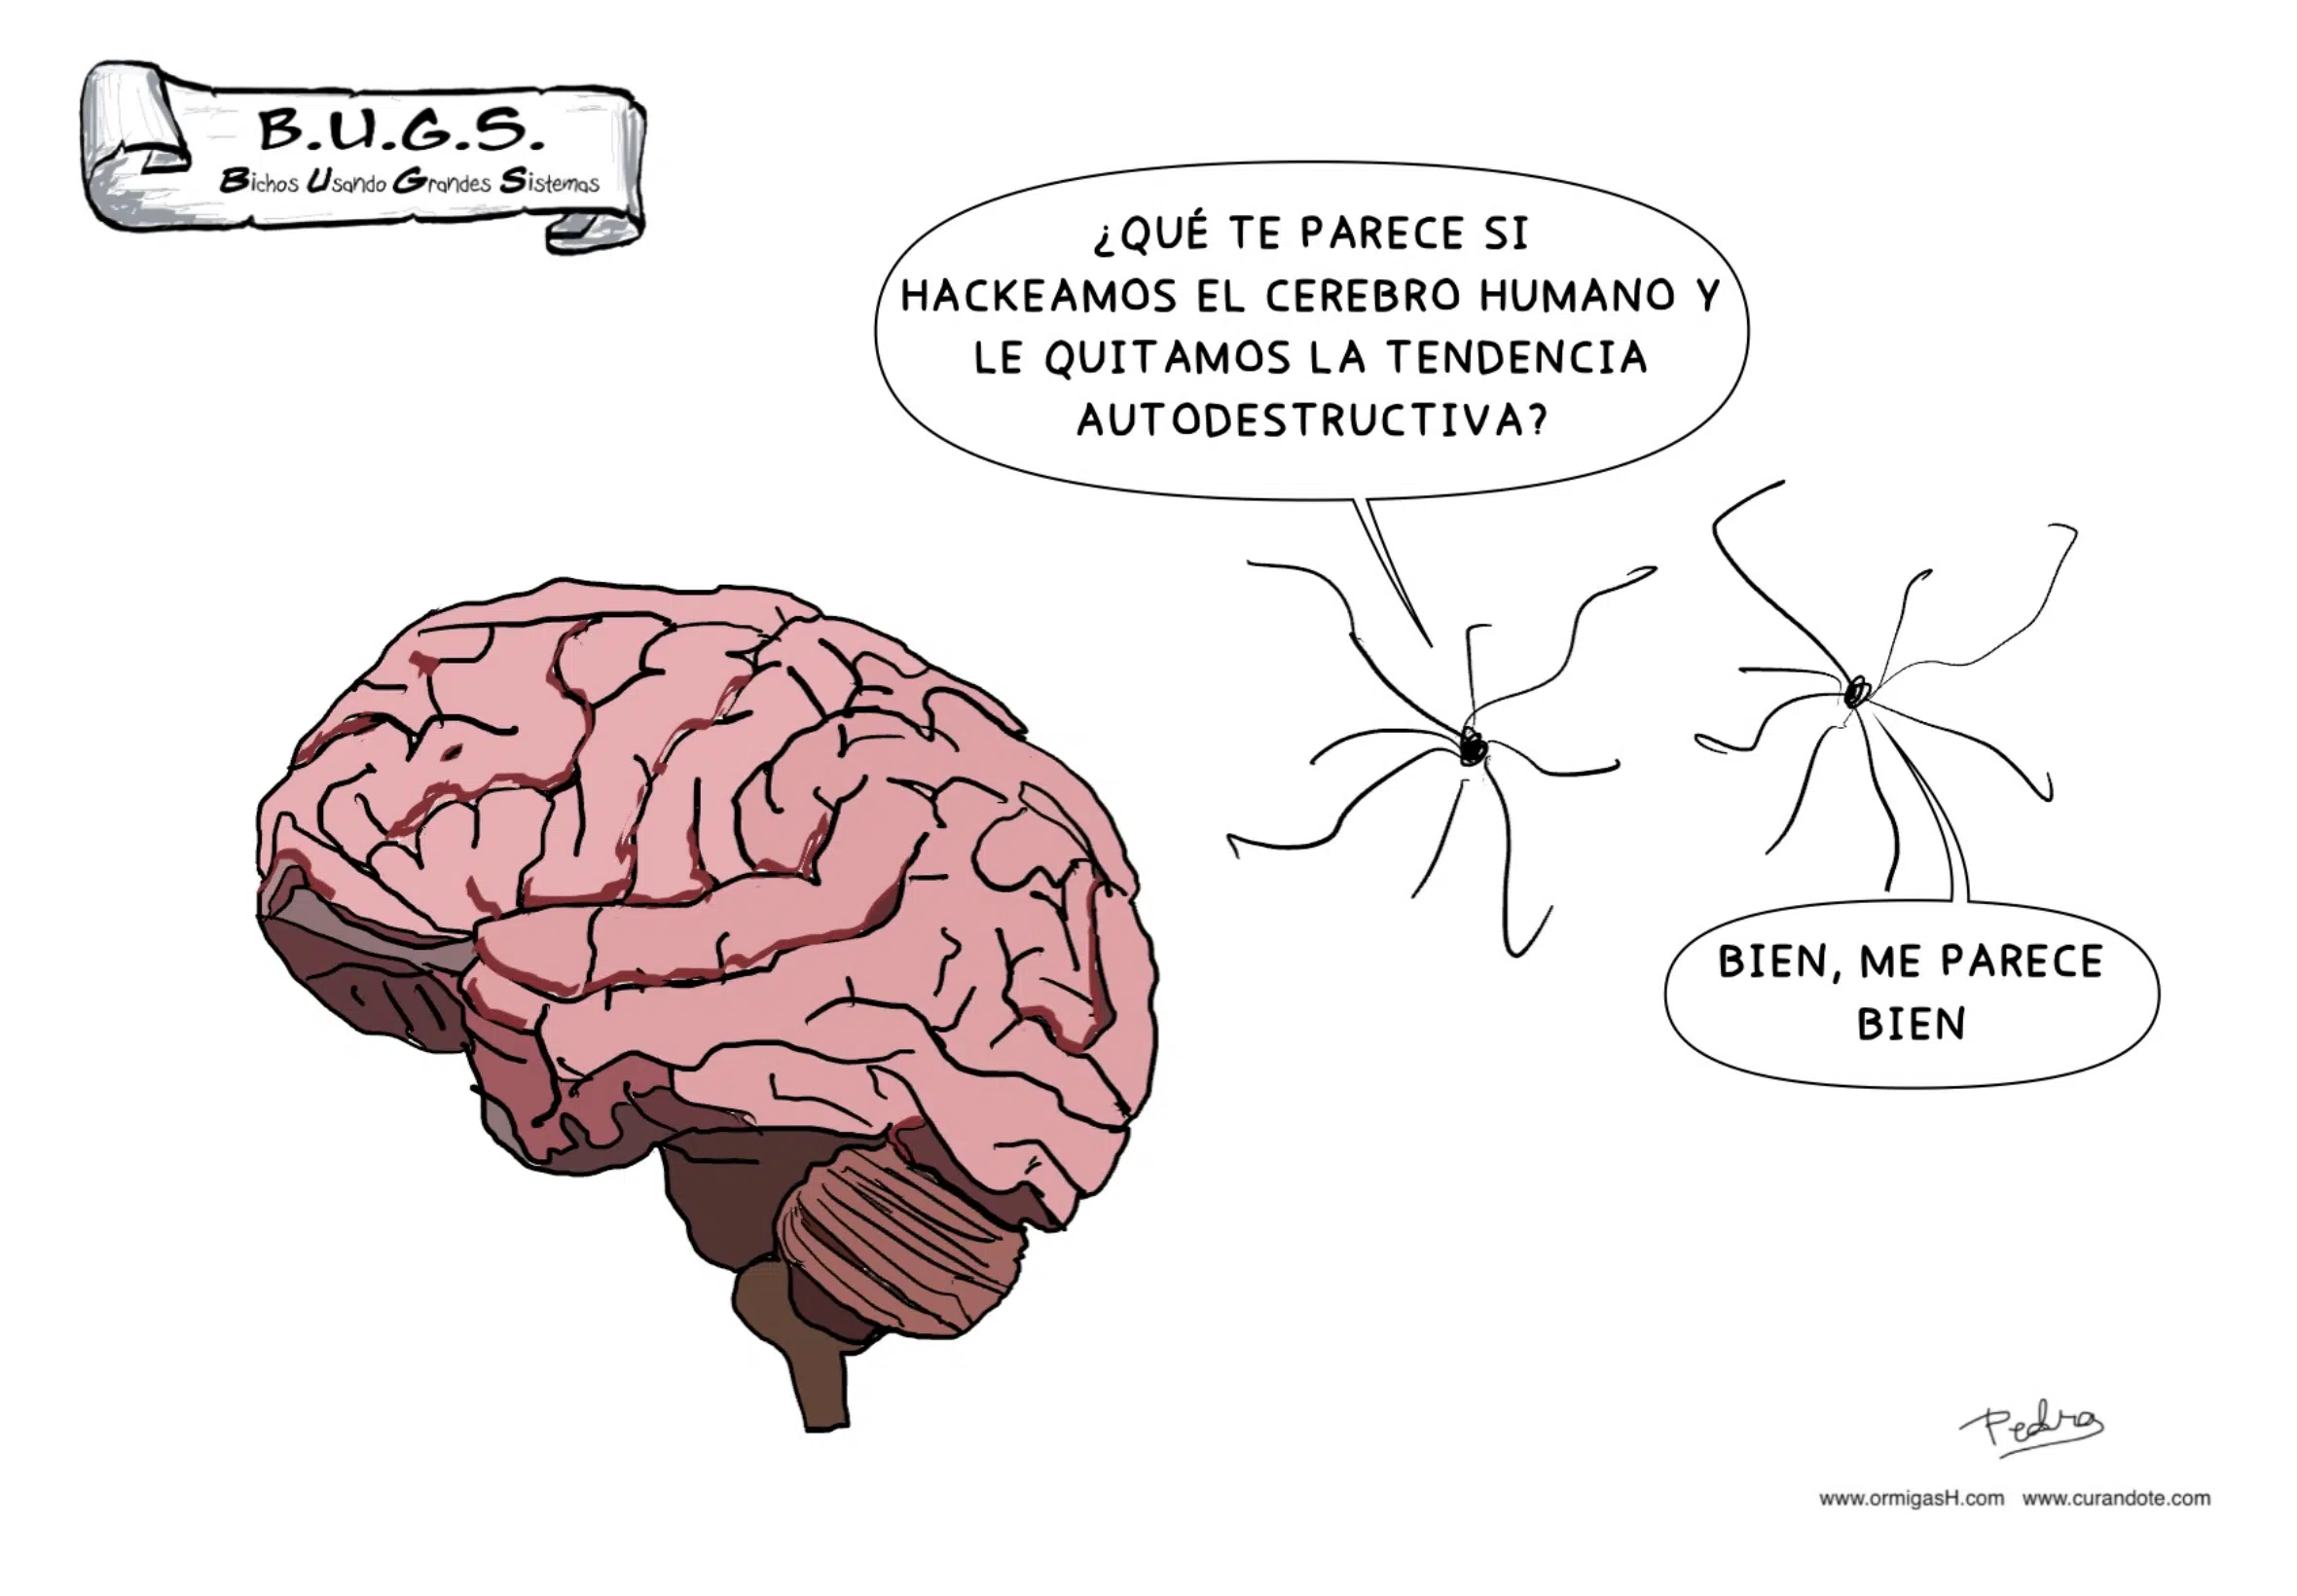 B.U.G.S.
Bichos Usando Grandes Sistemas
¿QUÉ TE PARECE SI
HACKEAMOS EL CEREBRO HUMANO Y
LE QUITAMOS LA TENDENCIA
AUTODESTRUCTIVA?
BIEN, ME PARECE
BIEN
Pedro
www.ormigasH.com www.curandote.com